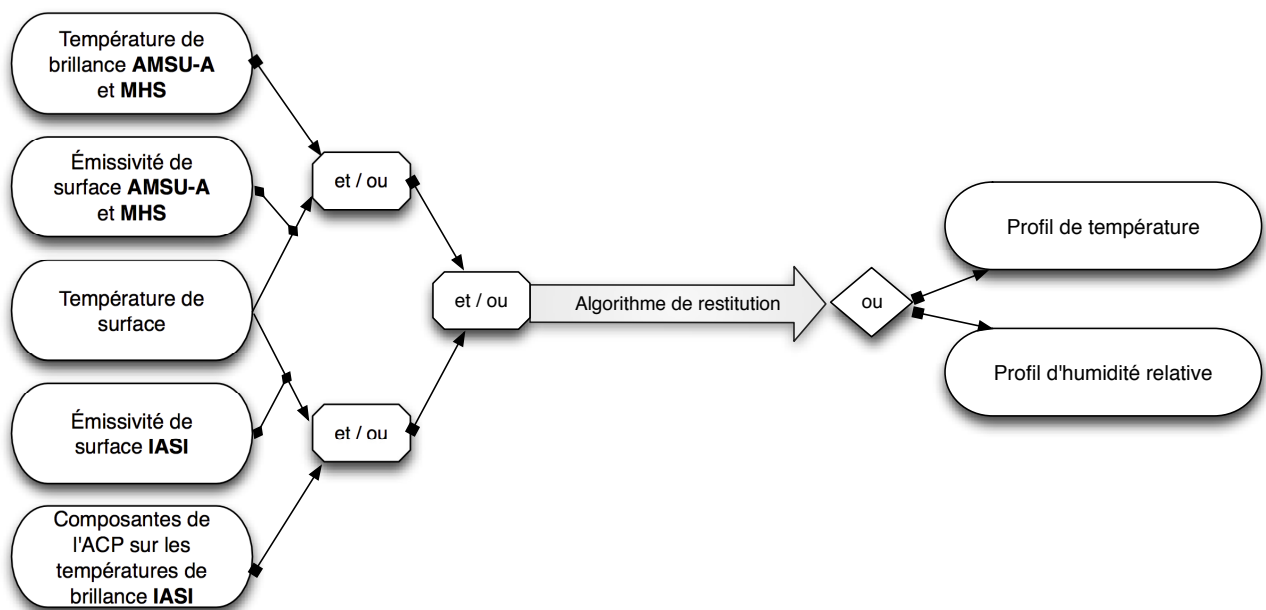 Température de
brillance AMSU-A
et MHS
Émissivité de
surface AMSU-A
et MHS
Température de
surface
Émissivité de
surface IASI
Composantes de
l'ACP sur les
températures de
brillance IASI
et / ou
et / ou
et / ou
Algorithme de restitution
ou
Profil de température
Profil d'humidité relative